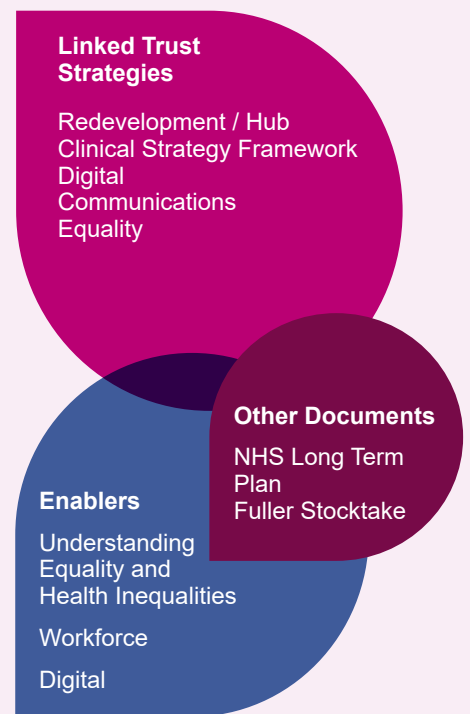 Linked Trust
Strategies
Redevelopment / Hub
Clinical Strategy Framework
Digital
Communications
Equality
Other Documents
NHS Long Term
Plan
Fuller Stocktake
Enablers
Understanding
Equality and
Health Inequalities
Workforce
Digital